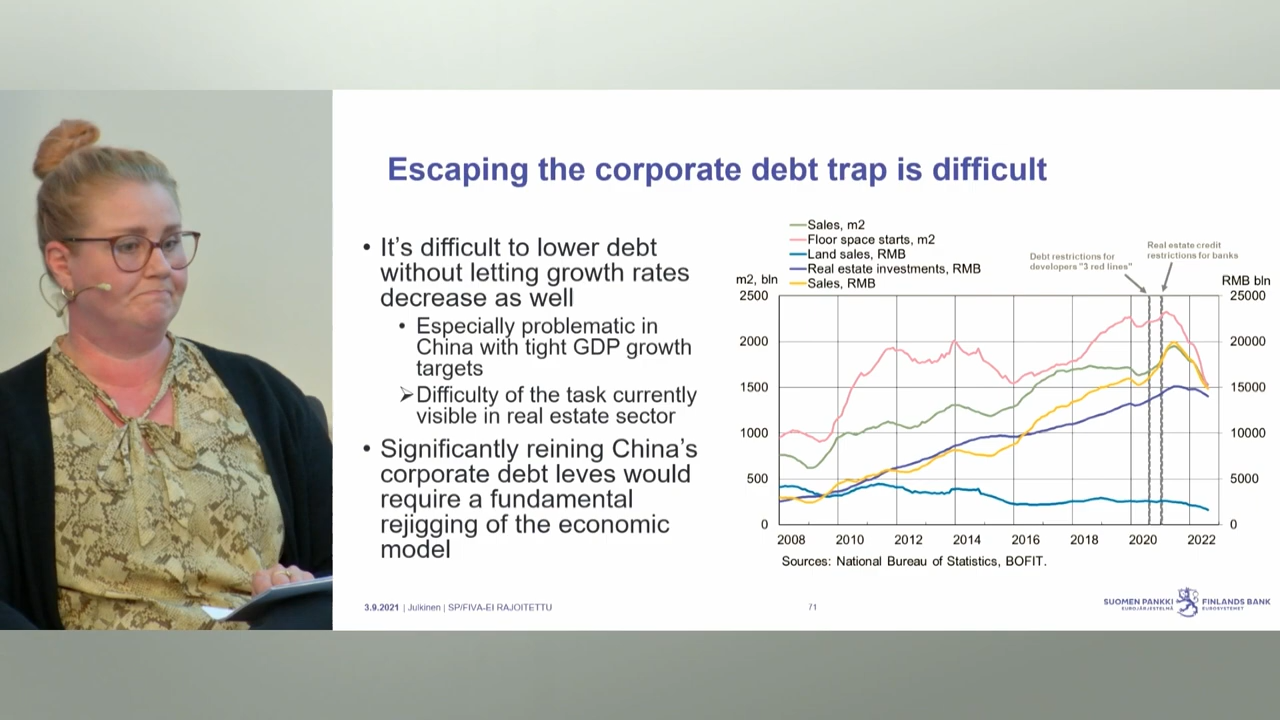 Escaping the corporate debt trap is difficult
• It's difficult to lower debt
without letting growth rates
decrease as well
• Especially problematic in
China with tight GDP growth
targets
➢Difficulty of the task currently
visible in real estate sector
• Significantly reining China's
corporate debt leves would
require a fundamental
rejigging of the economic
model
Sales, m2
Floor space starts, m2
Land sales, RMB
Real estate investments, RMB
Sales, RMB
Debt restrictions for
developers "3 red lines"
Real estate credit
restrictions for banks
m2, bln
RMB bln
2500 25000
2000 20000
1500 15000
1000 10000
500 5000
0 0
2008 2010 2012 2014 2016 2018 2020 2022
Sources: National Bureau of Statistics, BOFIT.
3.9.2021 | Julkinen | SP/FIVA-EI RAJOITETTU
71
SUOMEN PANKKI
EUROJÄRJESTELMÄ
FINLANDS BANK
EUROSYSTEMET